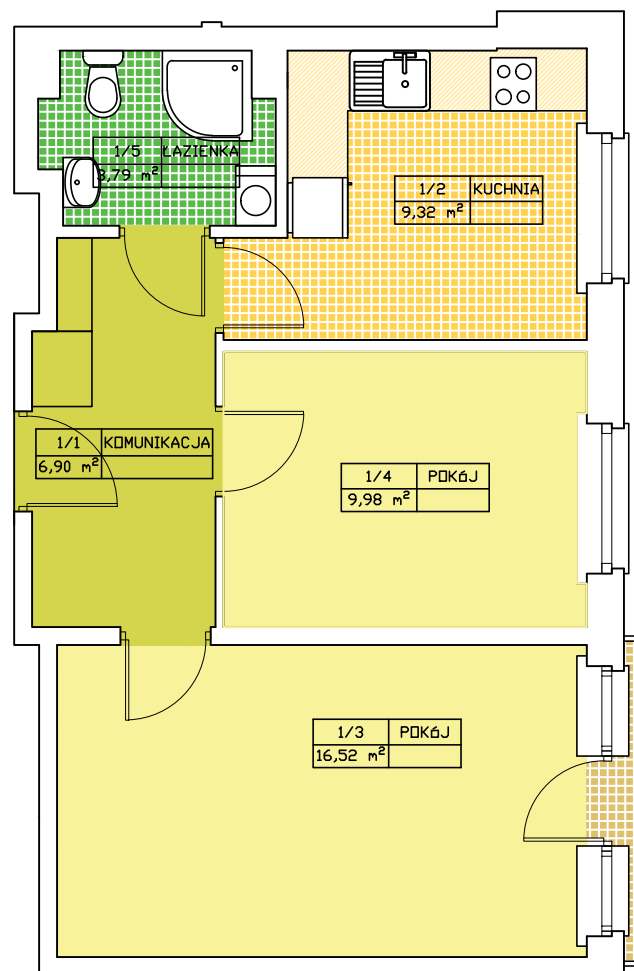 1/5 ŁAZIENKA
3,79 m²
1/2 KUCHNIA
9,32 m²
1/1 KOMUNIKACJA
6,90 m²
1/4 POKóJ
9,98 m²
1/3 POKóJ
16,52 m²